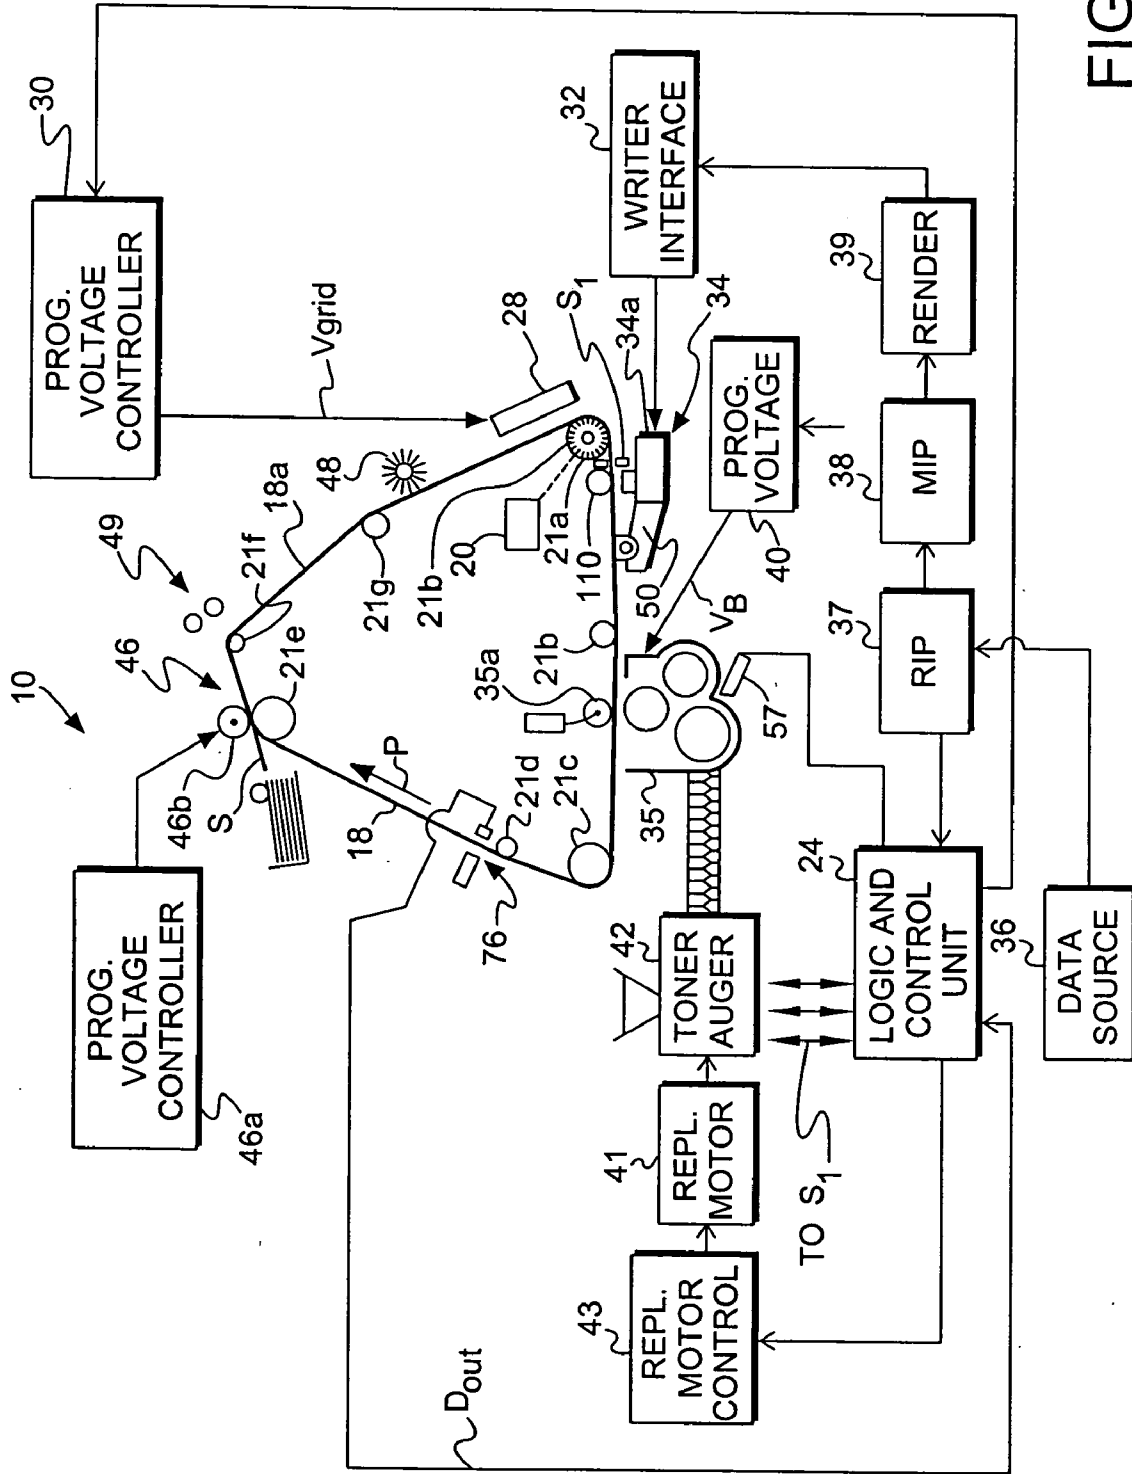 10
PROG.
VOLTAGE
CONTROLLER
46a
46b
S
46
49
21e
21f
18a
48
21g
Vgrid
PROG.
VOLTAGE
CONTROLLER
30
28
18
P
76
21d
21c
35a
21b
20
21b
21a
110
S1
34a
34
50
WRITER
INTERFACE
32
PROG.
VOLTAGE
40
VB
35
57
TONER
AUGER
42
REPL.
MOTOR
41
REPL.
MOTOR
CONTROL
43
TO S1
LOGIC AND
CONTROL
UNIT
24
DATA
SOURCE
36
RIP
37
MIP
38
RENDER
39
Dout
FIG